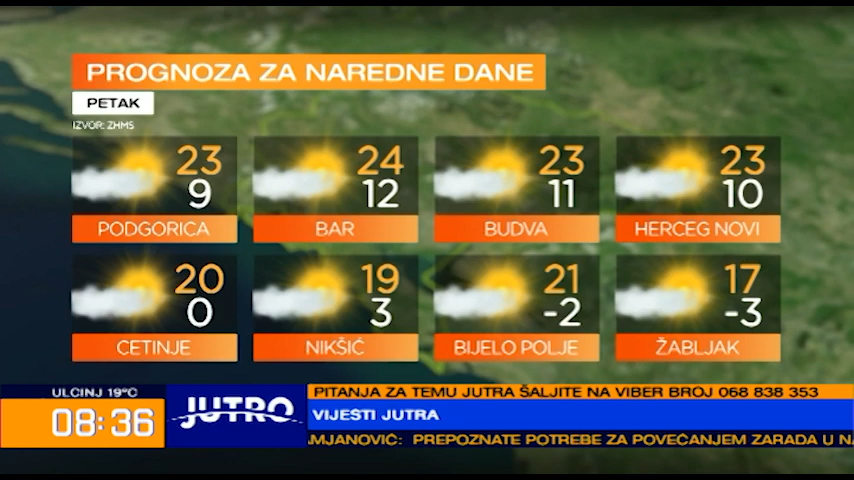 PROGNOZA ZA NAREDNE DANE
PETAK
IZVOR: ZHMS
23 24 23 23
9 12 11 10
PODGORICA BAR BUDVA HERCEG NOVI
20 19 21 17
0 3 -2 -3
CETINJE NIKŠIĆ BIJELO POLJE ŽABLJAK
ULCINJ 19°C
PITANJA ZA TEMU JUTRA ŠALJITE NA VIBER BROJ 068 838 353
08:36 JUTRO VIJESTI JUTRA
AMJANOVIĆ: PREPOZNATE POTREBE ZA POVEĆANJEM ZARADA U NA